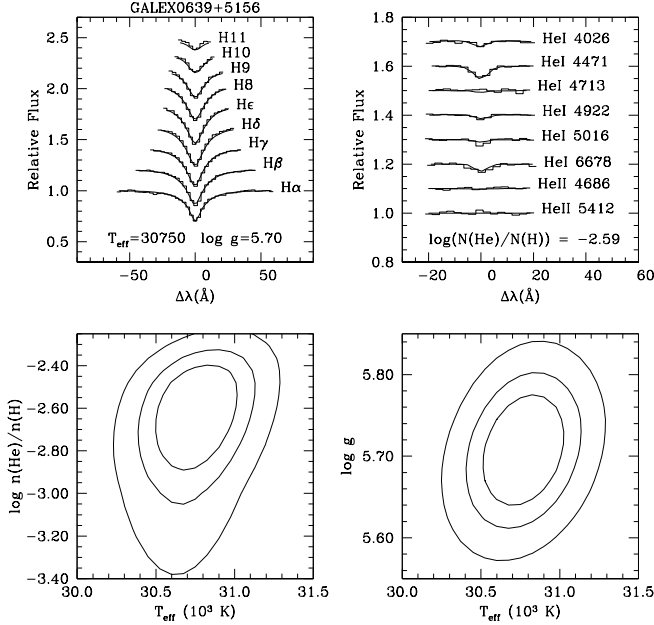 GALEX0639+5156
Relative Flux
2.5
2.0
1.5
1.0
0.5
H11
H10
H9
H8
Hϵ
Hδ
Hγ
Hβ
Hα
T_eff=30750 log g=5.70
−50 0 50
Δλ(Å)
Relative Flux
1.8
1.6
1.4
1.2
1.0
0.8
HeI 4026
HeI 4471
HeI 4713
HeI 4922
HeI 5016
HeI 6678
HeII 4686
HeII 5412
log(N(He)/N(H)) = −2.59
−20 0 20 40 60
Δλ(Å)
log n(He)/n(H)
−2.40
−2.60
−2.80
−3.00
−3.20
−3.40
30.0 30.5 31.0 31.5
T_eff (10³ K)
log g
5.80
5.70
5.60
30.0 30.5 31.0 31.5
T_eff (10³ K)